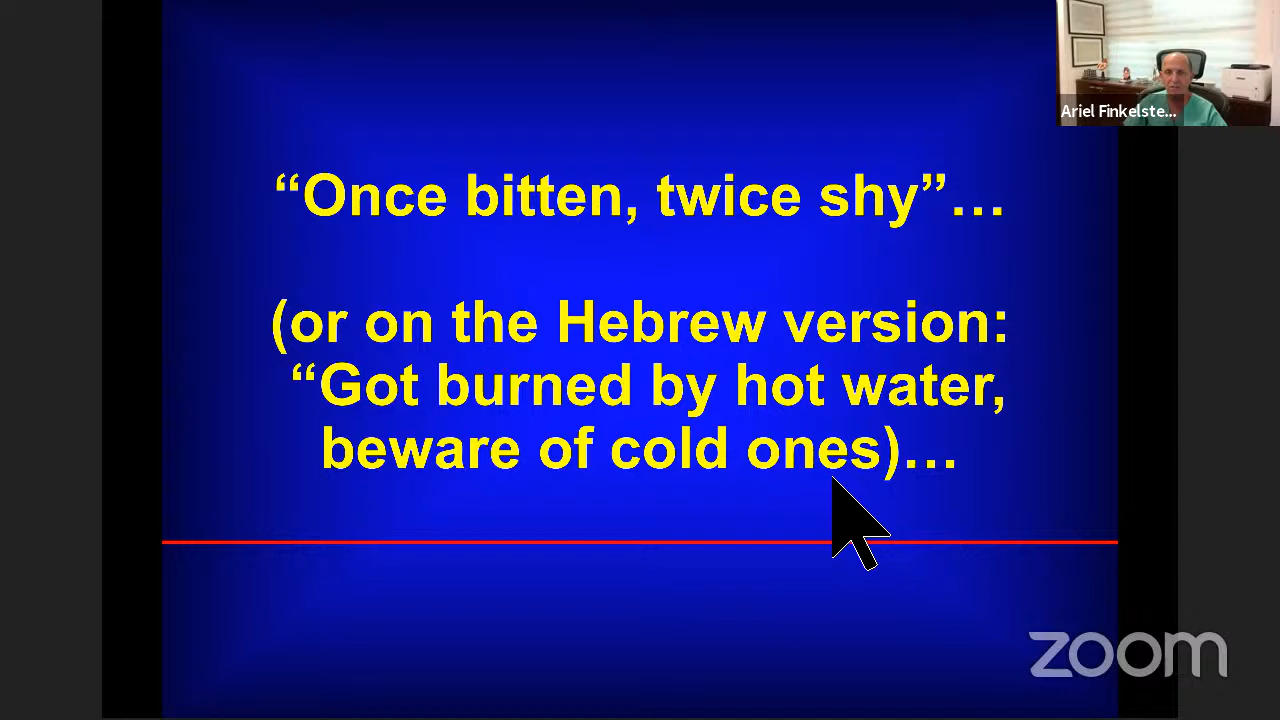 Ariel Finkelste...
“Once bitten, twice shy”…
(or on the Hebrew version:
“Got burned by hot water,
beware of cold ones)…
zoom